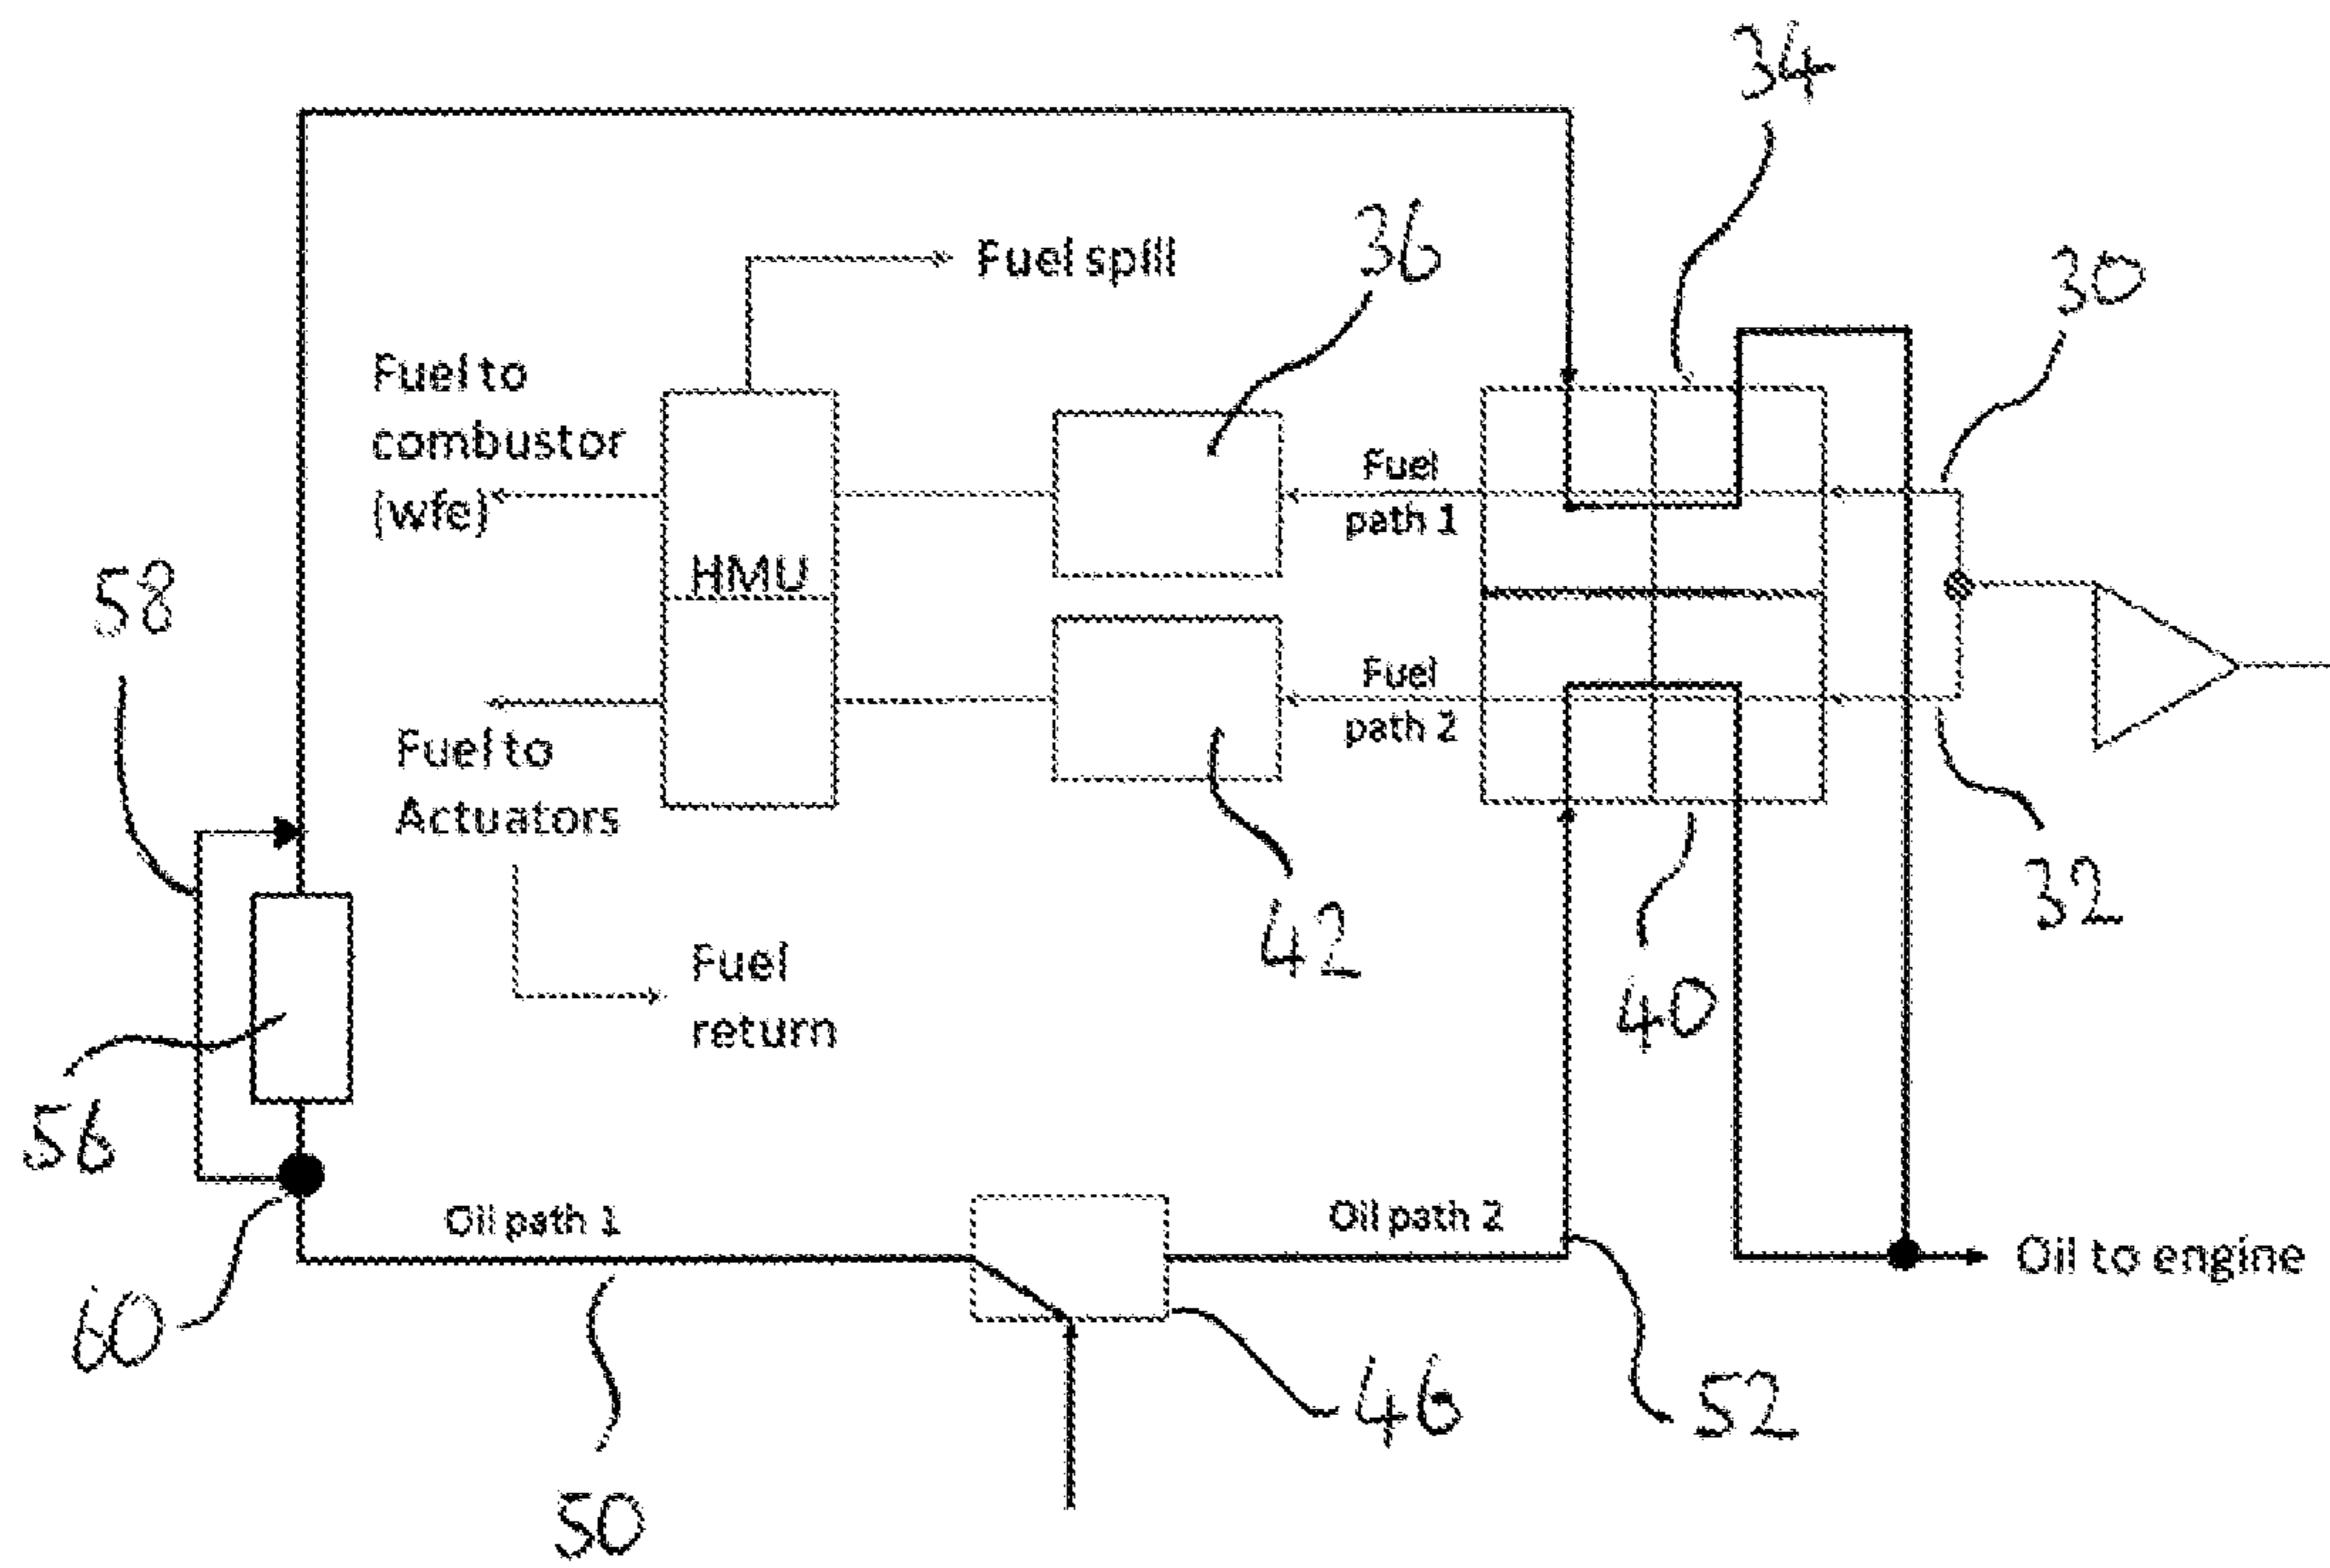 34
36
30
Fuel spill
Fuel to
combustor
(wfe)
Fuel
path 1
HMU
58
Fuel
path 2
Fuel to
Actuators
42
32
40
Fuel
return
56
Oil path 1
Oil path 2
Oil to engine
60
46
52
50